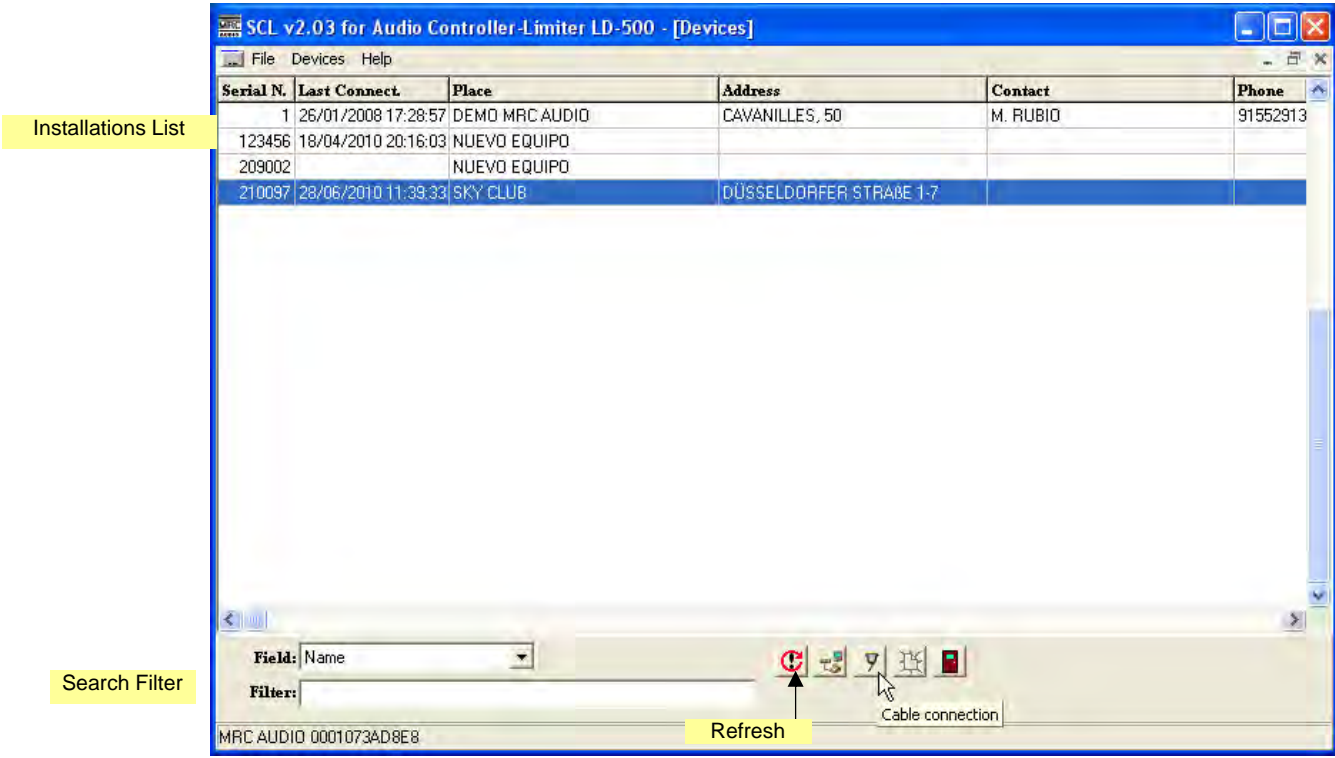 SCL v2.03 for Audio Controller-Limiter LD-500 - [Devices]
File Devices Help
Serial N. Last Connect. Place Address Contact Phone
1 26/01/2008 17:28:57 DEMO MRC AUDIO CAVANILLES, 50 M. RUBIO 91552913
Installations List
123456 18/04/2010 20:16:03 NUEVO EQUIPO
209002 NUEVO EQUIPO
210097 28/06/2010 11:39:33 SKY CLUB DÜSSELDORFER STRAßE 1-7
Field: Name
Search Filter
Filter:
Cable connection
Refresh
MRC AUDIO 0001073AD8E8